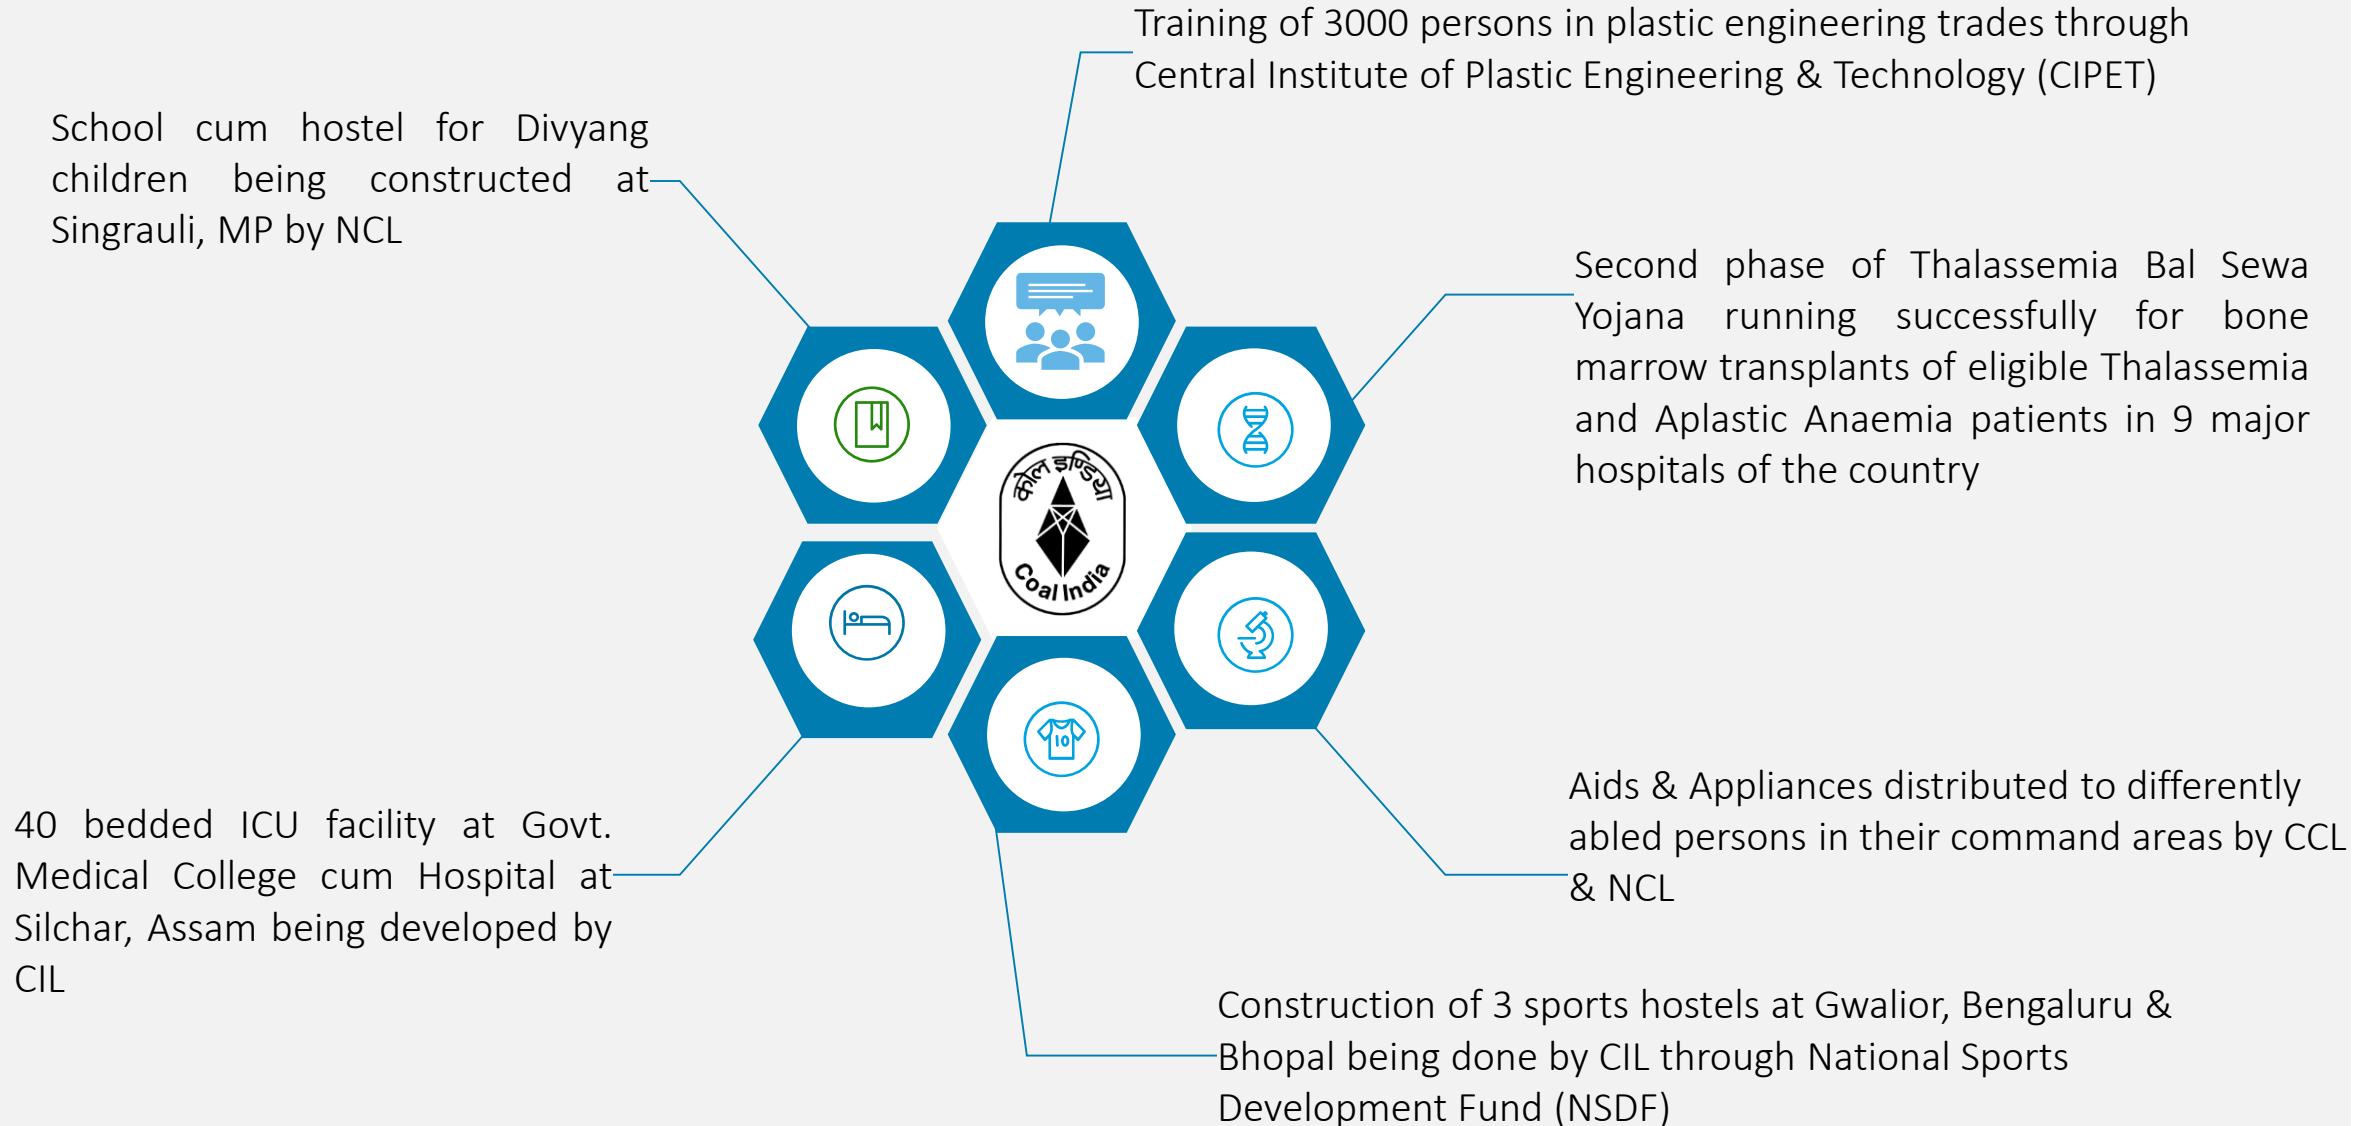 Training of 3000 persons in plastic engineering trades through
Central Institute of Plastic Engineering & Technology (CIPET)
School cum hostel for Divyang
children being constructed at
Singrauli, MP by NCL
Second phase of Thalassemia Bal Sewa
Yojana running successfully for bone
marrow transplants of eligible Thalassemia
and Aplastic Anaemia patients in 9 major
hospitals of the country
कोल इण्डिया
Coal India
10
40 bedded ICU facility at Govt.
Medical College cum Hospital at
Silchar, Assam being developed by
CIL
Aids & Appliances distributed to differently
abled persons in their command areas by CCL
& NCL
Construction of 3 sports hostels at Gwalior, Bengaluru &
Bhopal being done by CIL through National Sports
Development Fund (NSDF)